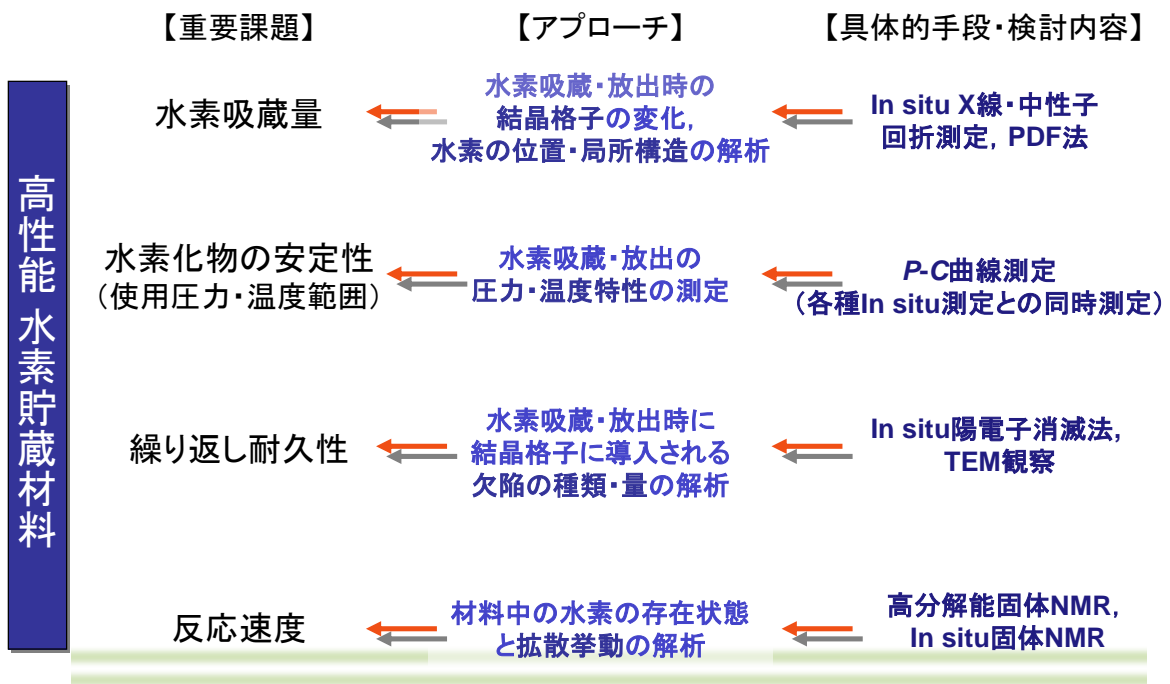 【重要課題】
【アプローチ】
【具体的手段・検討内容】
高性能 水素貯蔵材料
水素吸蔵量
水素吸蔵・放出時の
結晶格子の変化,
水素の位置・局所構造の解析
In situ X線・中性子
回折測定, PDF法
水素化物の安定性
(使用圧力・温度範囲)
水素吸蔵・放出の
圧力・温度特性の測定
P-C曲線測定
(各種In situ測定との同時測定)
繰り返し耐久性
水素吸蔵・放出時に
結晶格子に導入される
欠陥の種類・量の解析
In situ陽電子消滅法,
TEM観察
反応速度
材料中の水素の存在状態
と拡散挙動の解析
高分解能固体NMR,
In situ固体NMR